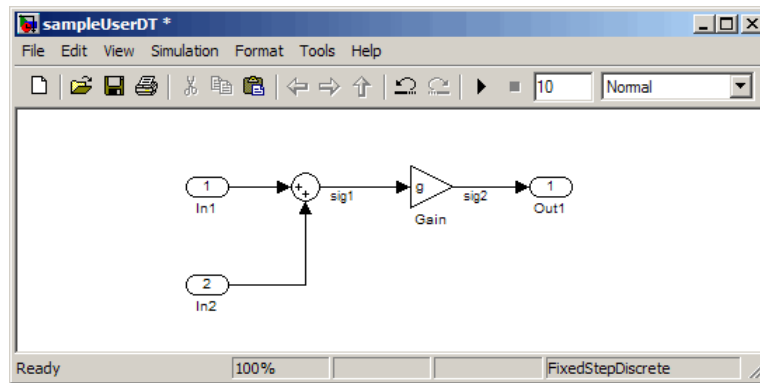 sampleUserDT *
File Edit View Simulation Format Tools Help
10 Normal
1
In1
+
+
sig1
g
Gain
sig2
1
Out1
2
In2
Ready 100% FixedStepDiscrete